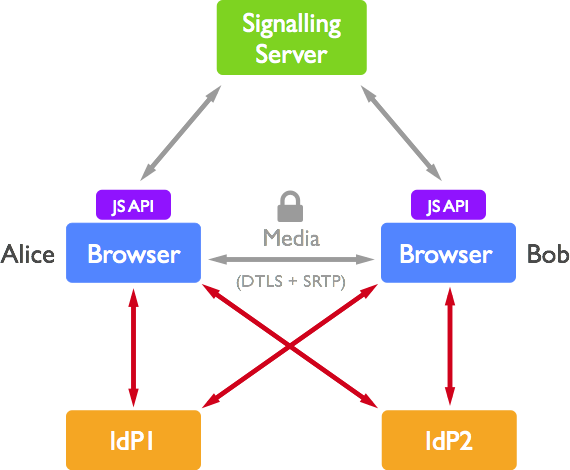 Signalling
Server
JS API
JS API
Media
Alice
Browser
Browser
Bob
(DTLS + SRTP)
IdP1
IdP2